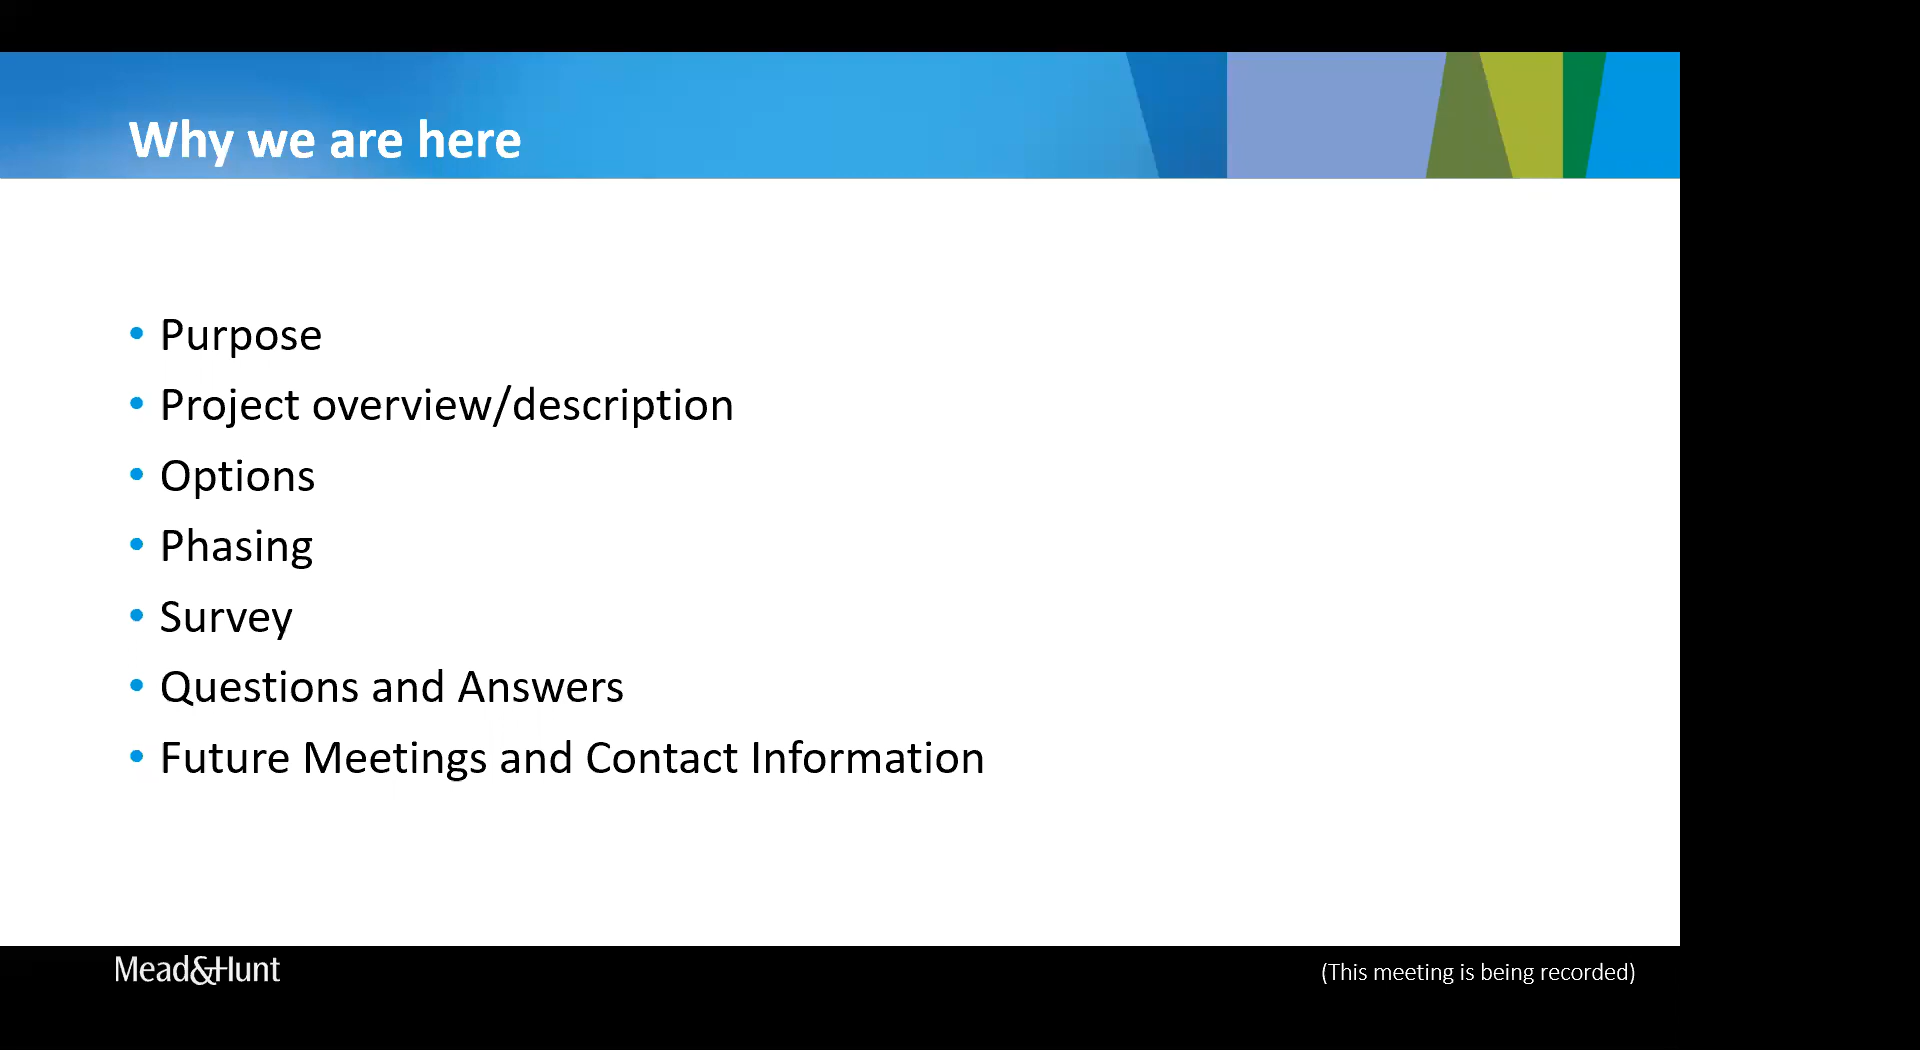 Why we are here
• Purpose
• Project overview/description
• Options
• Phasing
• Survey
• Questions and Answers
• Future Meetings and Contact Information
Mead&Hunt
(This meeting is being recorded)